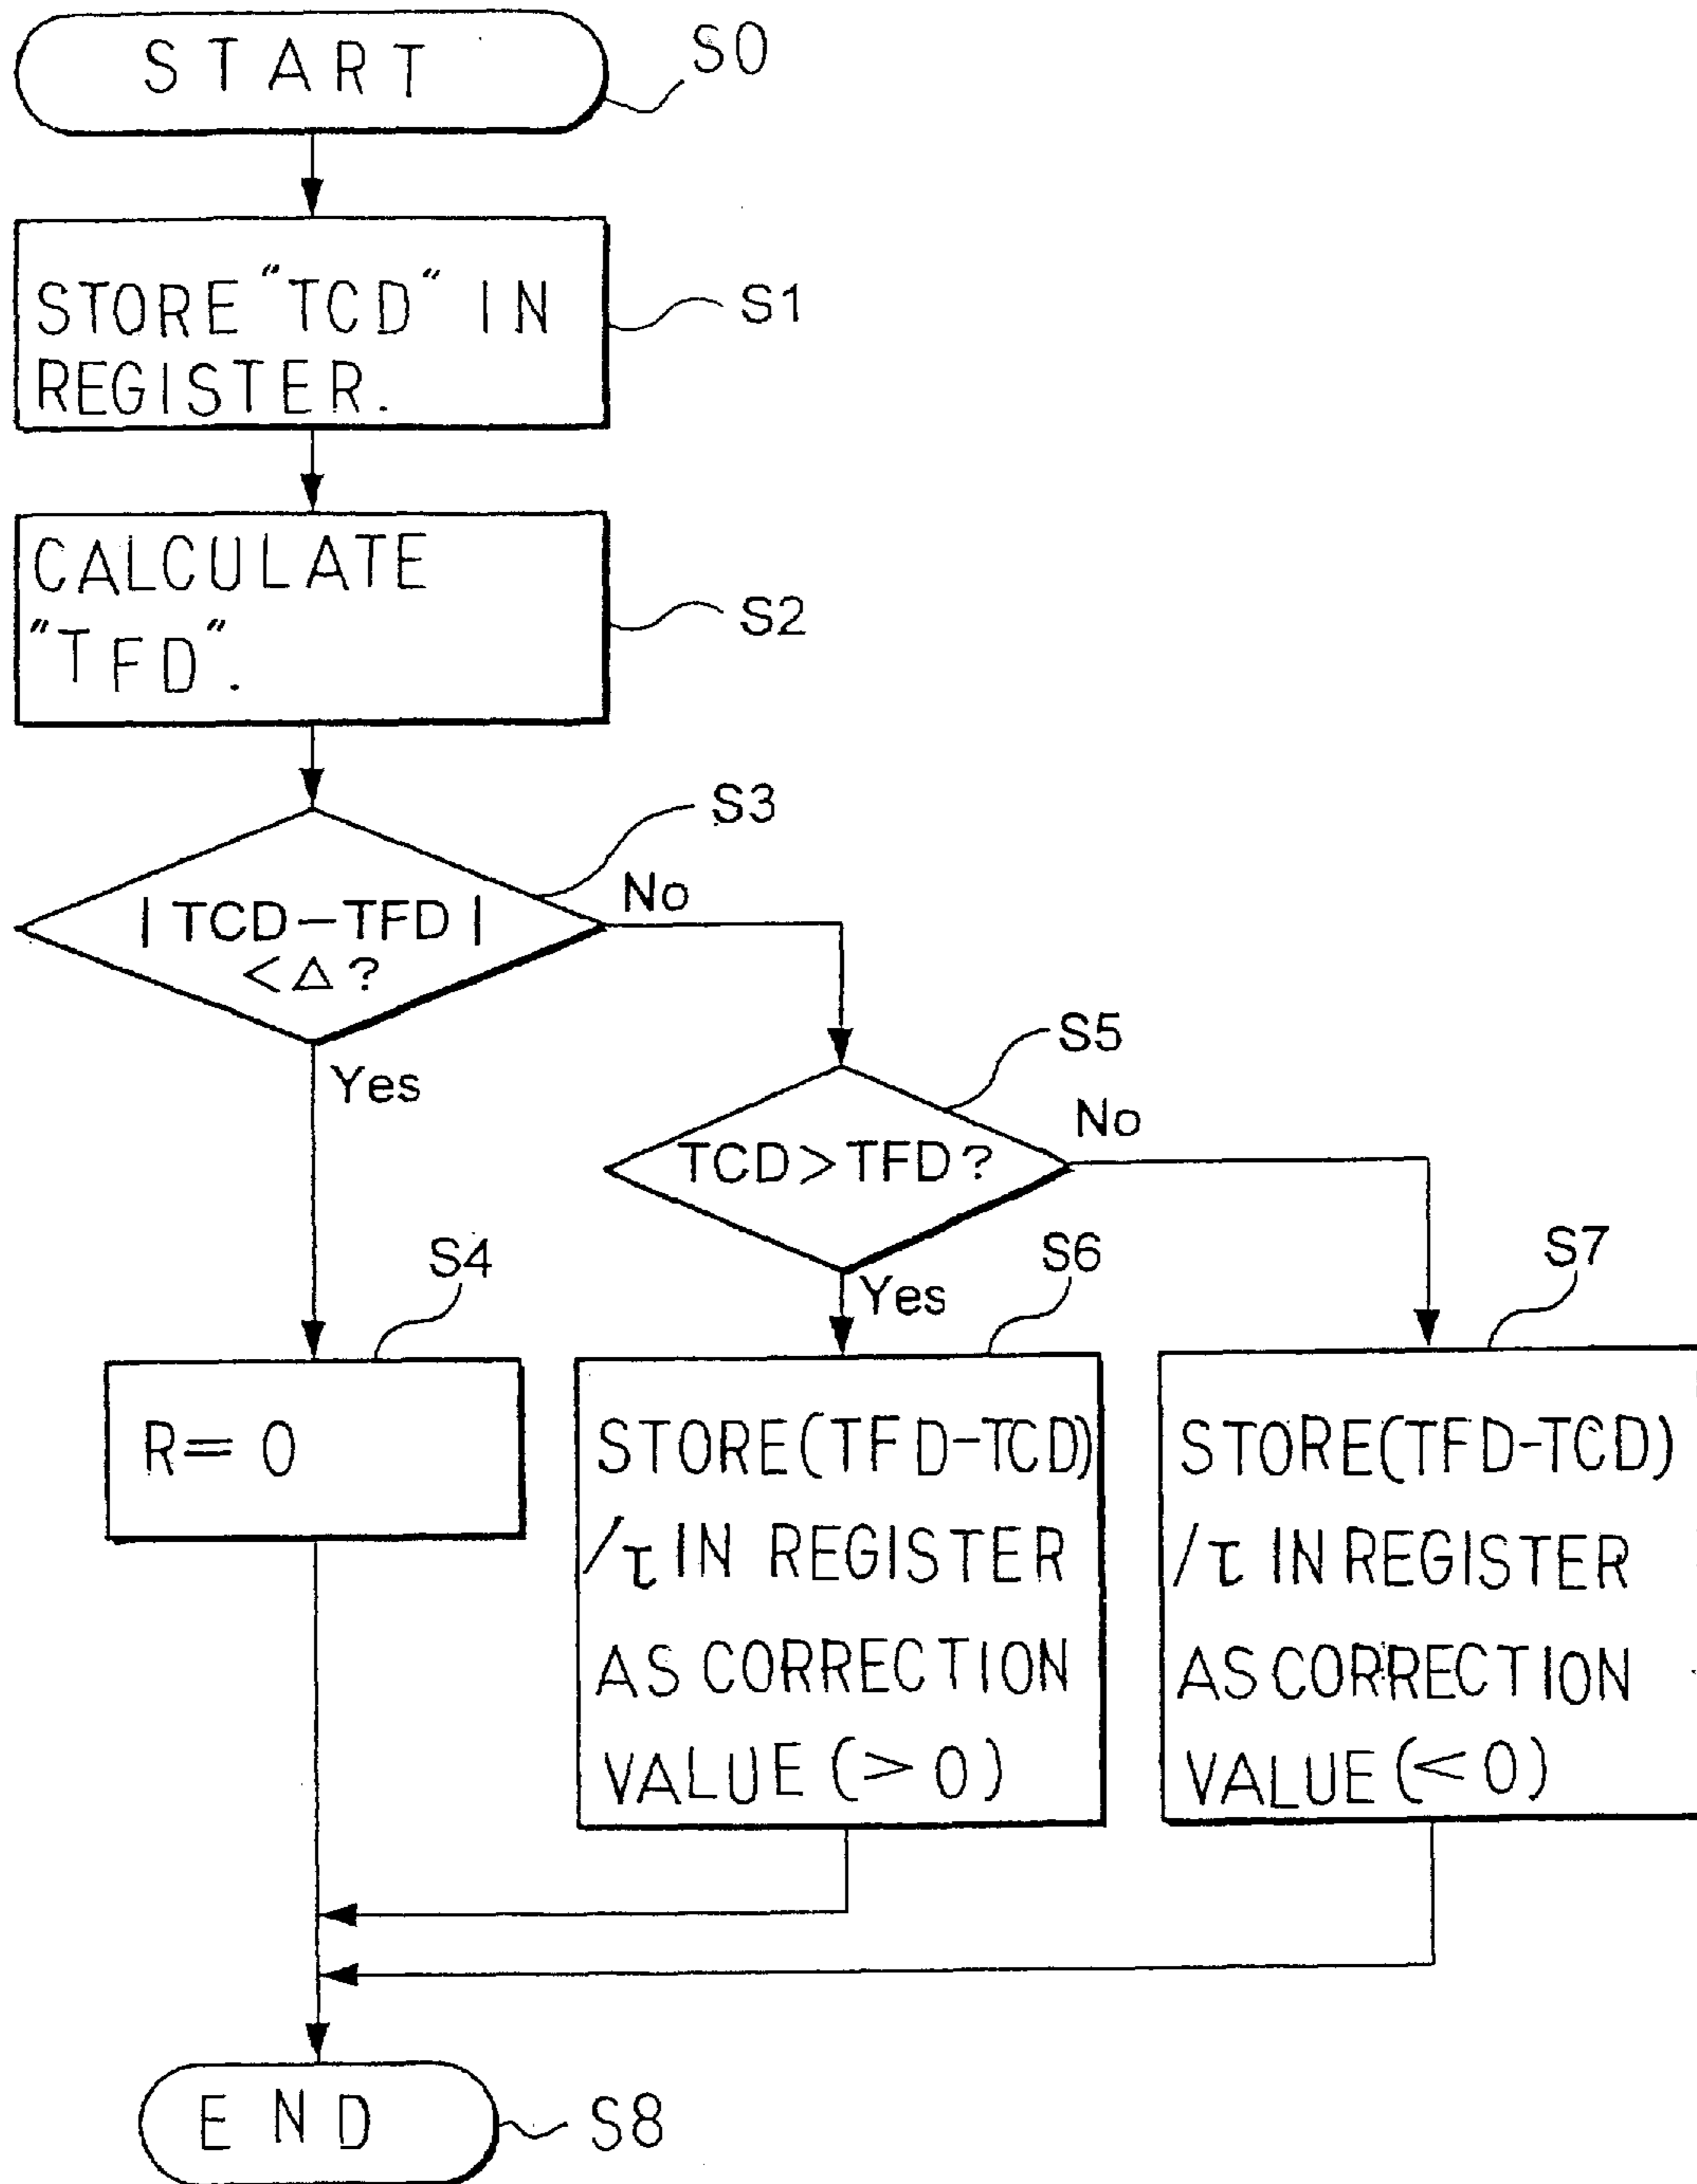 START
S0
STORE "TCD" IN
REGISTER.
S1
CALCULATE
"TFD".
S2
S3
| TCD-TFD |
<Δ?
No
Yes
S5
TCD>TFD?
No
Yes
S4
R=0
S6
STORE(TFD-TCD)
/τ IN REGISTER
AS CORRECTION
VALUE (>0)
S7
STORE(TFD-TCD)
/τ IN REGISTER
AS CORRECTION
VALUE (<0)
END
S8